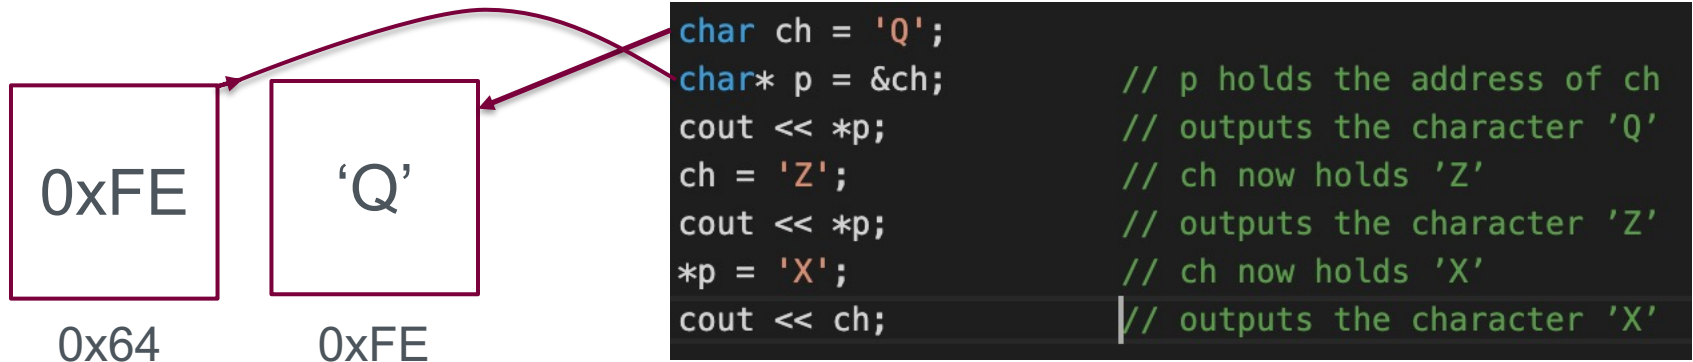 0xFE
0x64
‘Q’
0xFE
char ch = 'Q';
char* p = &ch; // p holds the address of ch
cout << *p; // outputs the character ’Q’
ch = 'Z'; // ch now holds ’Z’
cout << *p; // outputs the character ’Z’
*p = 'X'; // ch now holds ’X’
cout << ch; // outputs the character ’X’